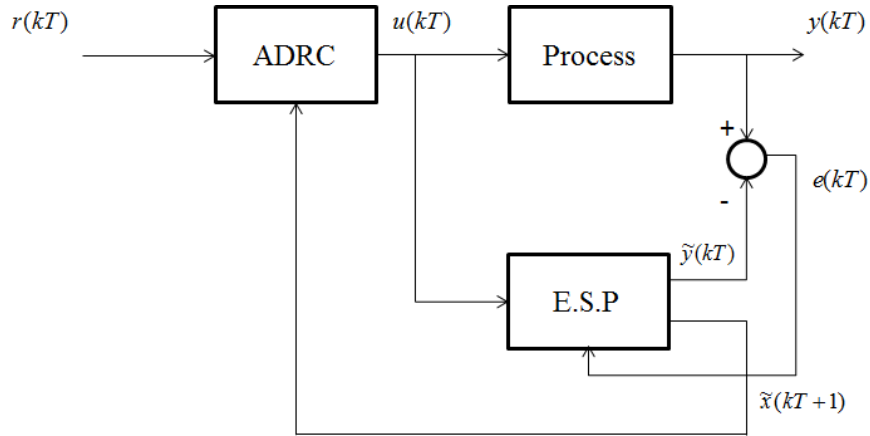 r(kT)
u(kT)
y(kT)
ADRC
Process
+
e(kT)
-
ỹ(kT)
E.S.P
x̃(kT+1)